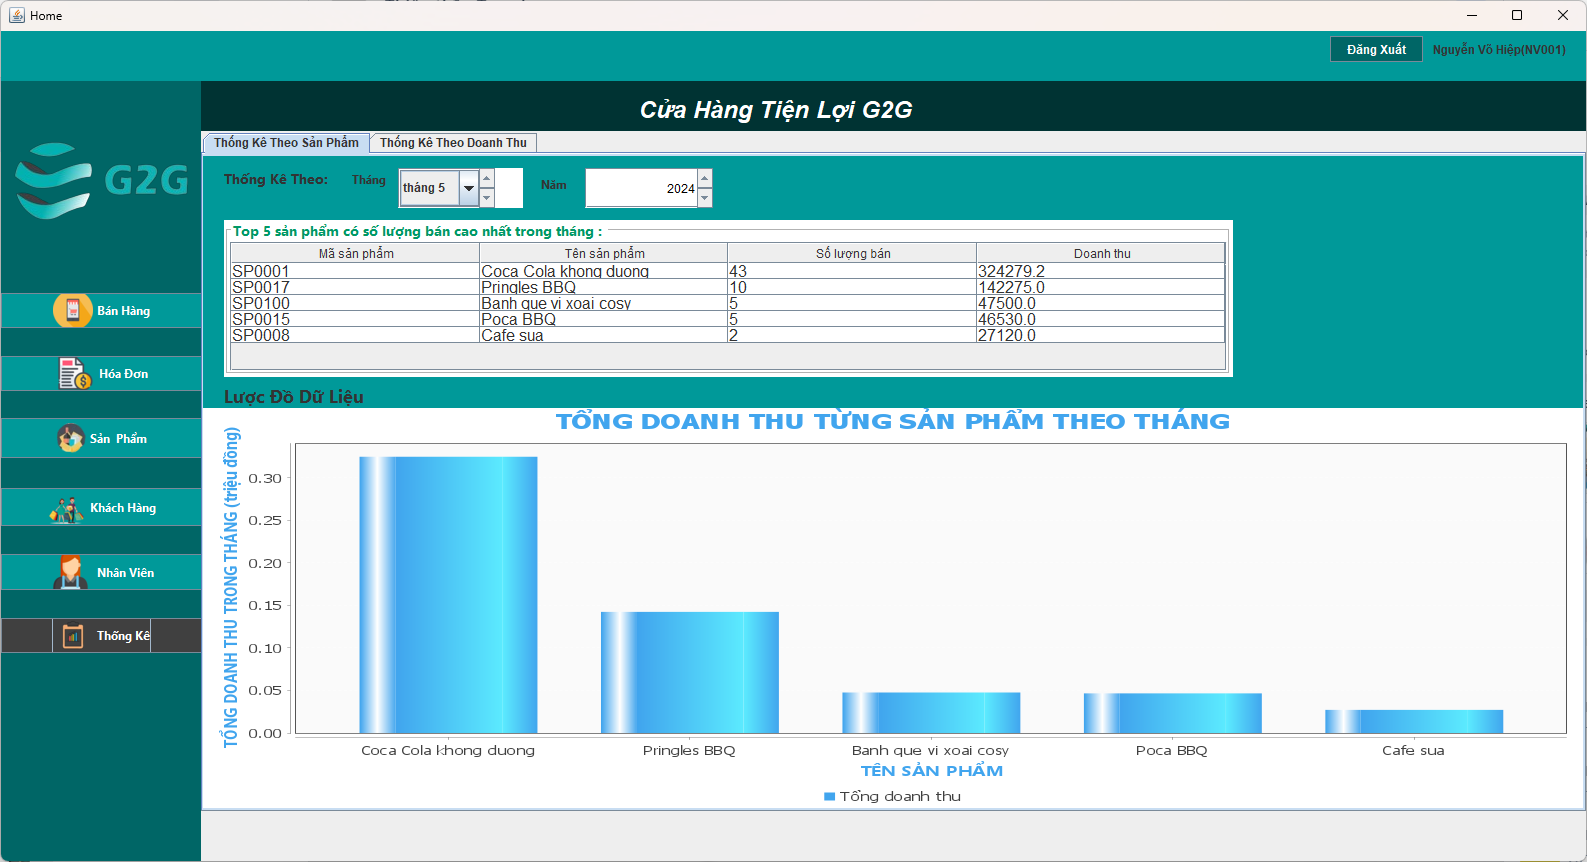 Home
Đăng Xuất Nguyễn Võ Hiệp(NV001)
Cửa Hàng Tiện Lợi G2G
G2G
Thống Kê Theo Sản Phẩm Thống Kê Theo Doanh Thu
Thống Kê Theo: Tháng tháng 5 Năm 2024
Top 5 sản phẩm có số lượng bán cao nhất trong tháng :
Mã sản phẩm Tên sản phẩm Số lượng bán Doanh thu
SP0001 Coca Cola khong duong 43 324279.2
SP0017 Pringles BBQ 10 142275.0
SP0100 Banh que vi xoai cosy 5 47500.0
SP0015 Poca BBQ 5 46530.0
SP0008 Cafe sua 2 27120.0
Bán Hàng
Hóa Đơn
Sản Phẩm
Khách Hàng
Nhân Viên
Thống Kê
Lược Đồ Dữ Liệu
TỔNG DOANH THU TỪNG SẢN PHẨM THEO THÁNG
TỔNG DOANH THU TRONG THÁNG (triệu đồng)
0.30
0.25
0.20
0.15
0.10
0.05
0.00
Coca Cola khong duong Pringles BBQ Banh que vi xoai cosy Poca BBQ Cafe sua
TÊN SẢN PHẨM
Tổng doanh thu